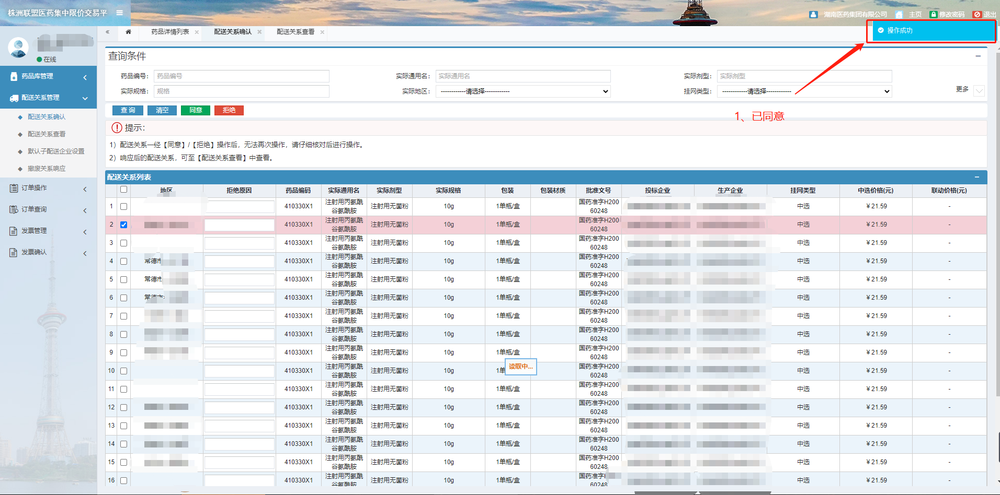 株洲联盟医药集中限价交易平
湖南医药集团有限公司 主页 修改密码 退出
« 药品详情列表 × 配送关系确认 × 配送关系查看 ×
操作成功
在线
药品库管理
配送关系管理
配送关系确认
配送关系查看
默认子配送企业设置
撤废关系响应
订单操作
订单查询
发票管理
发票确认
查询条件
药品编号: 药品编号 实际通用名: 实际通用名 实际剂型: 实际剂型
实际规格: 规格 实际地区: ------------请选择------------ 挂网类型: ------------请选择------------ 更多
查 询 清空 同意 拒绝
1、已同意
提示:
1）配送关系一经【同意】/【拒绝】操作后，无法再次操作，请仔细核对后进行操作。
2）响应后的配送关系，可至【配送关系查看】中查看。
配送关系列表
地区 拒绝原因 药品编码 实际通用名 实际剂型 实际规格 包装 包装材质 批准文号 投标企业 生产企业 挂网类型 中选价格(元) 联动价格(元)
1 410330X1 注射用丙氨酰谷氨酰胺 注射用无菌粉 10g 1单瓶/盒 国药准字H20060248 中选 ¥21.59 -
2 410330X1 注射用丙氨酰谷氨酰胺 注射用无菌粉 10g 1单瓶/盒 国药准字H20060248 中选 ¥21.59 -
3 410330X1 注射用丙氨酰谷氨酰胺 注射用无菌粉 10g 1单瓶/盒 国药准字H20060248 中选 ¥21.59 -
4 常德市 410330X1 注射用丙氨酰谷氨酰胺 注射用无菌粉 10g 1单瓶/盒 国药准字H20060248 中选 ¥21.59 -
5 常德市 410330X1 注射用丙氨酰谷氨酰胺 注射用无菌粉 10g 1单瓶/盒 国药准字H20060248 中选 ¥21.59 -
6 常德市 410330X1 注射用丙氨酰谷氨酰胺 注射用无菌粉 10g 1单瓶/盒 国药准字H20060248 中选 ¥21.59 -
7 410330X1 注射用丙氨酰谷氨酰胺 注射用无菌粉 10g 1单瓶/盒 国药准字H20060248 中选 ¥21.59 -
8 410330X1 注射用丙氨酰谷氨酰胺 注射用无菌粉 10g 1单瓶/盒 国药准字H20060248 中选 ¥21.59 -
9 410330X1 注射用丙氨酰谷氨酰胺 注射用无菌粉 10g 1单瓶/盒 国药准字H20060248 中选 ¥21.59 -
读取中...
10 410330X1 注射用丙氨酰谷氨酰胺 注射用无菌粉 10g 1单 国药准字H20060248 中选 ¥21.59 -
11 410330X1 注射用丙氨酰谷氨酰胺 注射用无菌粉 10g 1单瓶/盒 国药准字H20060248 中选 ¥21.59 -
12 410330X1 注射用丙氨酰谷氨酰胺 注射用无菌粉 10g 1单瓶/盒 国药准字H20060248 中选 ¥21.59 -
13 410330X1 注射用丙氨酰谷氨酰胺 注射用无菌粉 10g 1单瓶/盒 国药准字H20060248 中选 ¥21.59 -
14 410330X1 注射用丙氨酰谷氨酰胺 注射用无菌粉 10g 1单瓶/盒 国药准字H20060248 中选 ¥21.59 -
15 410330X1 注射用丙氨酰谷氨酰胺 注射用无菌粉 10g 1单瓶/盒 国药准字H20060248 中选 ¥21.59 -
16 410330X1 注射用丙氨酰谷氨酰胺 注射用无菌粉 10g 1单瓶/盒 国药准字 60248 中选 ¥21.59 -